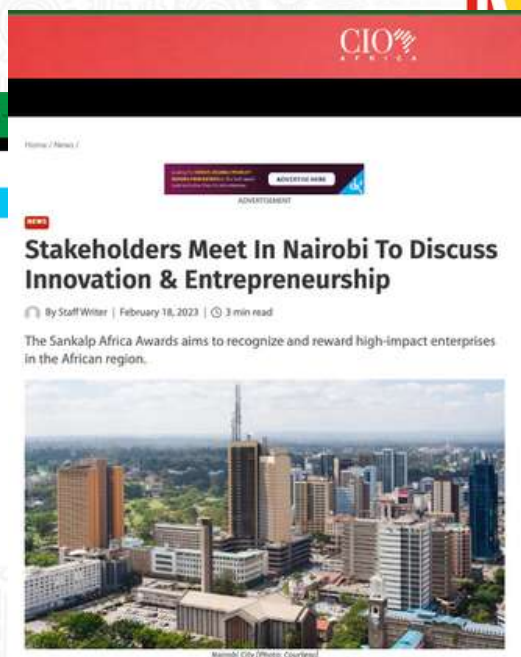 CIO
AFRICA
Home / News /
ADVERTISE HERE
ADVERTISEMENT
NEWS
Stakeholders Meet In Nairobi To Discuss
Innovation & Entrepreneurship
By Staff Writer | February 18, 2023 | 3 min read
The Sankalp Africa Awards aims to recognize and reward high-impact enterprises
in the African region.
Nairobi City [Photo: Courtesy]